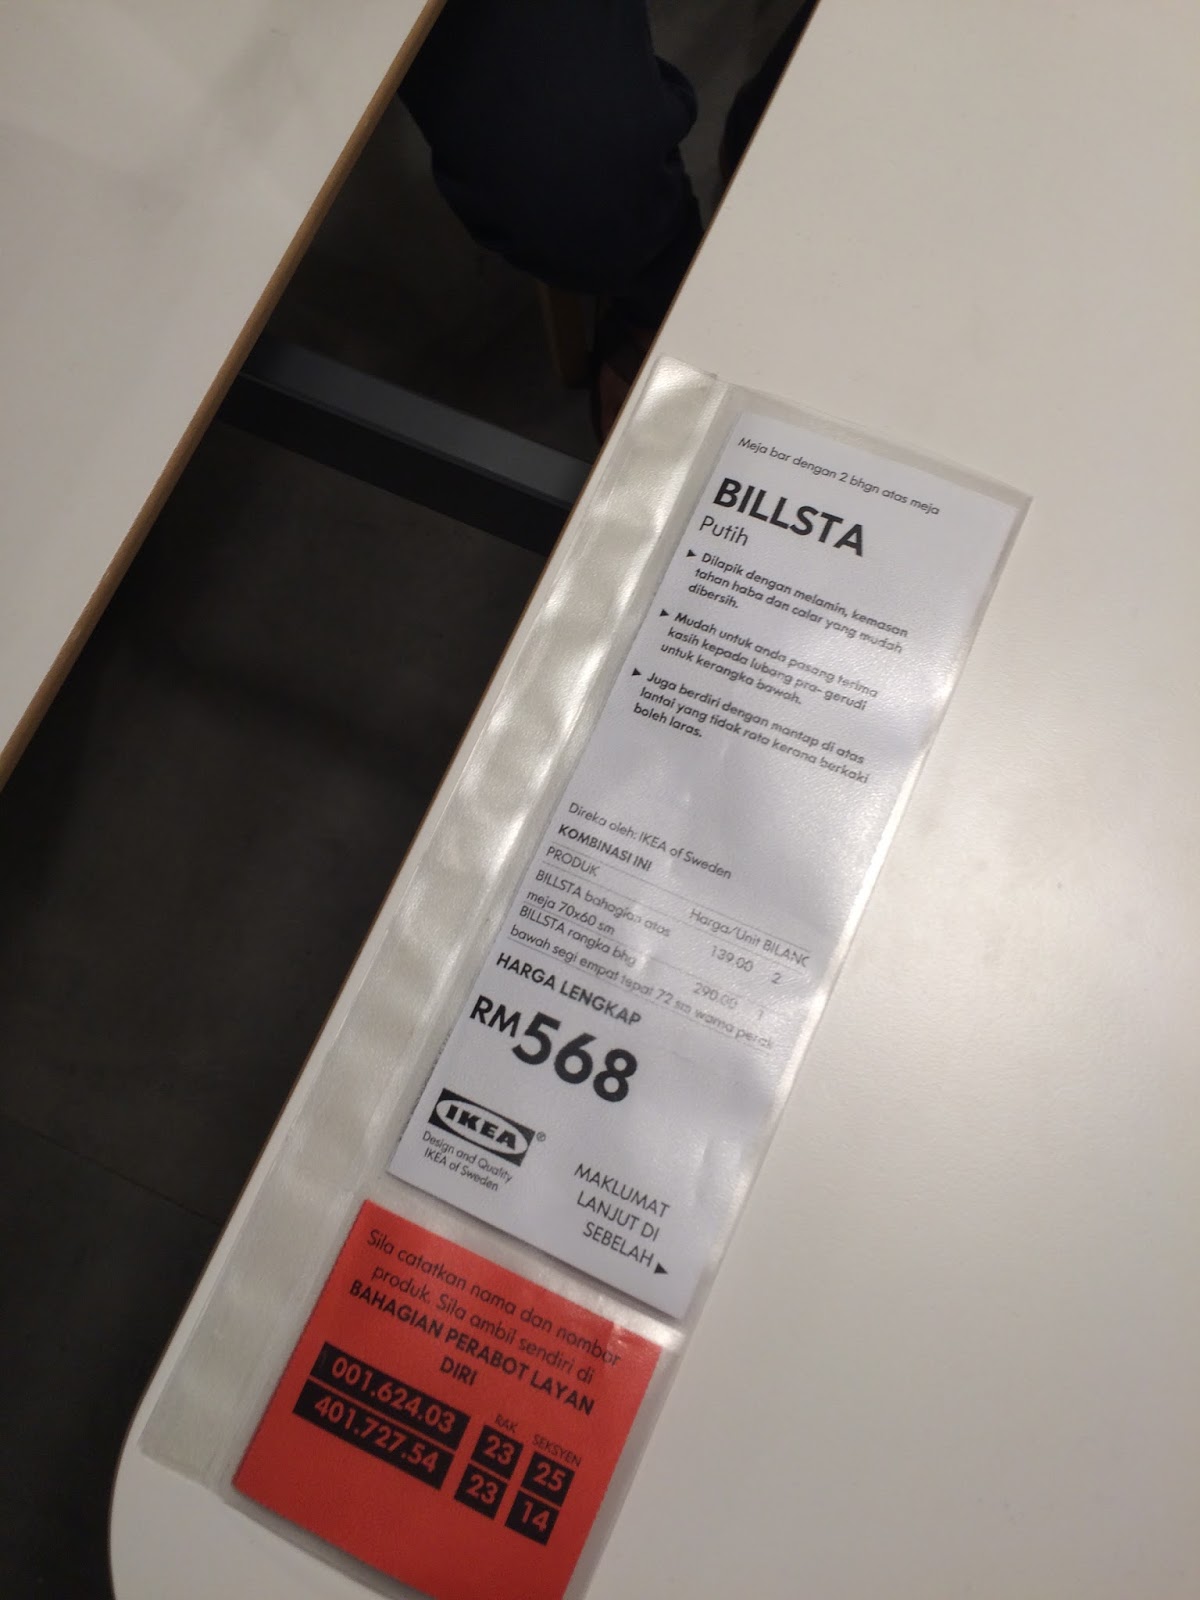 Meja bar dengan 2 bhgn atas meja
BILLSTA
Putih
► Dilapik dengan melamin, kemasan
tahan haba dan calar yang mudah
dibersih.
► Mudah untuk anda pasang terima
kasih kepada lubang pra- gerudi
untuk kerangka bawah.
► Juga berdiri dengan mantap di atas
lantai yang tidak rata kerana berkaki
boleh laras.
Direka oleh: IKEA of Sweden
KOMBINASI INI
PRODUK Harga/Unit BILANC
BILLSTA bahagian atas 139.00 2
meja 70x60 sm
BILLSTA rangka bhg 290.00 1
bawah segi empat tepat 72 sm warna perak
HARGA LENGKAP
RM568
IKEA®
Design and Quality
IKEA of Sweden
MAKLUMAT
LANJUT DI
SEBELAH ►
Sila catatkan nama dan nombor
produk. Sila ambil sendiri di
BAHAGIAN PERABOT LAYAN
DIRI
RAK SEKSYEN
001.624.03 23 25
401.727.54 23 14